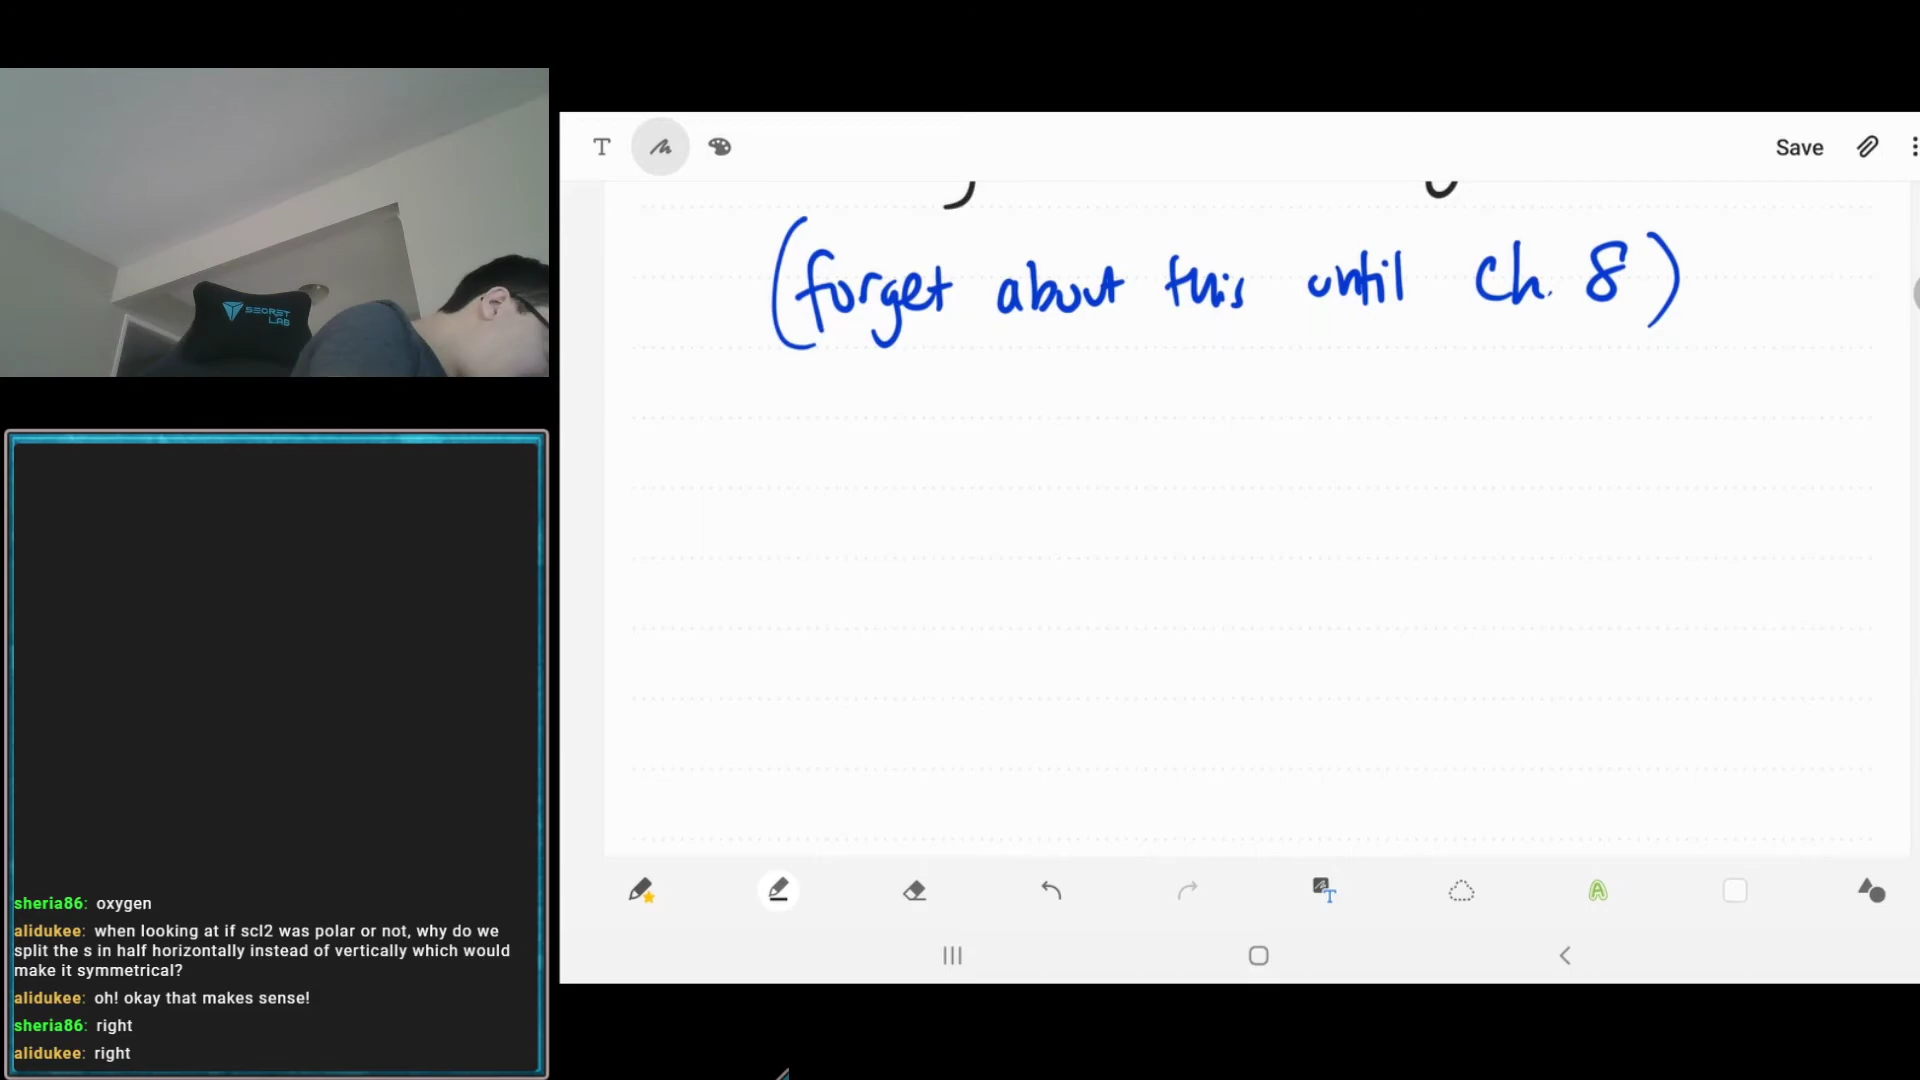 T
Save
(forget about this until Ch. 8)
SECRET
LAB
sheria86: oxygen
alidukee: when looking at if scl2 was polar or not, why do we
split the s in half horizontally instead of vertically which would
make it symmetrical?
alidukee: oh! okay that makes sense!
sheria86: right
alidukee: right